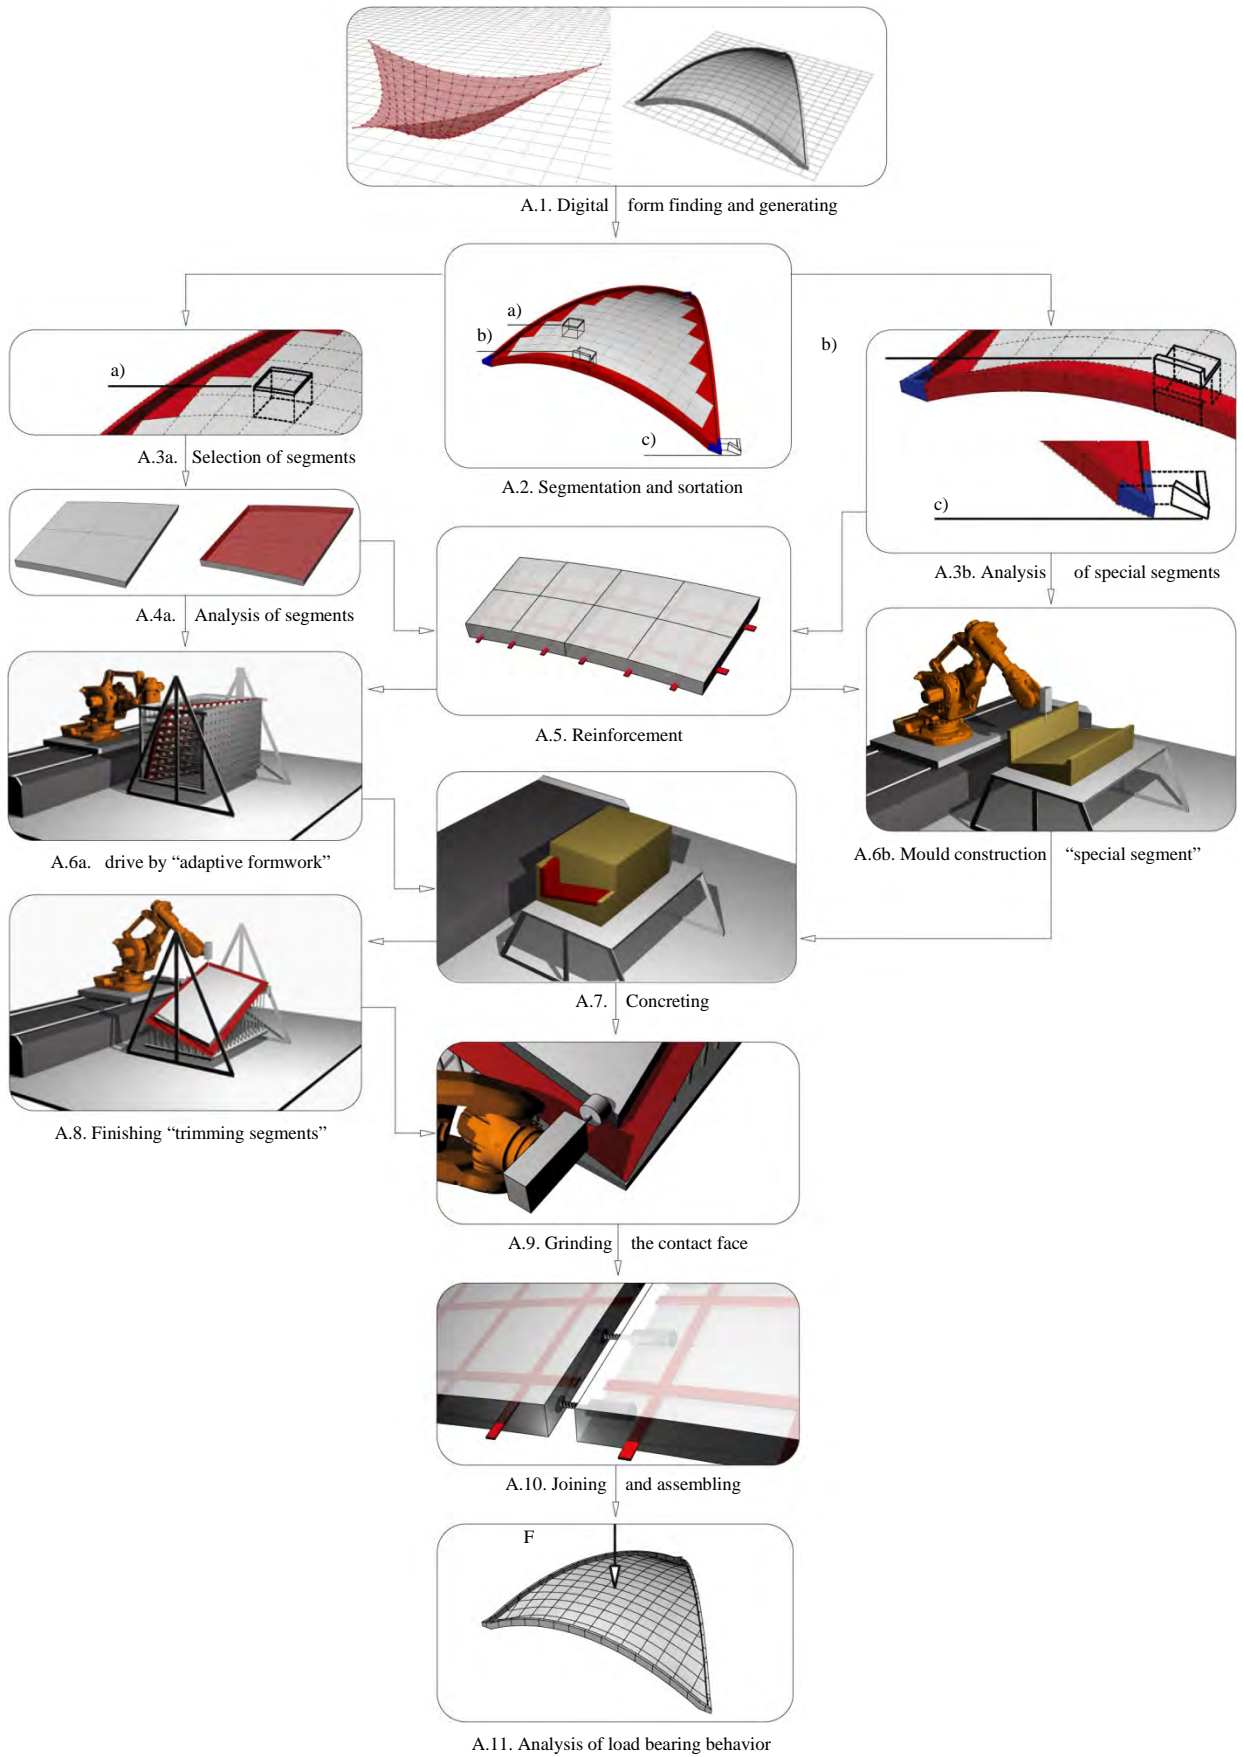 A.1. Digital form finding and generating
a)
b)
c)
A.2. Segmentation and sortation
a)
A.3a. Selection of segments
b)
c)
A.3b. Analysis of special segments
A.4a. Analysis of segments
A.5. Reinforcement
A.6a. drive by “adaptive formwork”
A.6b. Mould construction “special segment”
A.7. Concreting
A.8. Finishing “trimming segments”
A.9. Grinding the contact face
A.10. Joining and assembling
F
A.11. Analysis of load bearing behavior